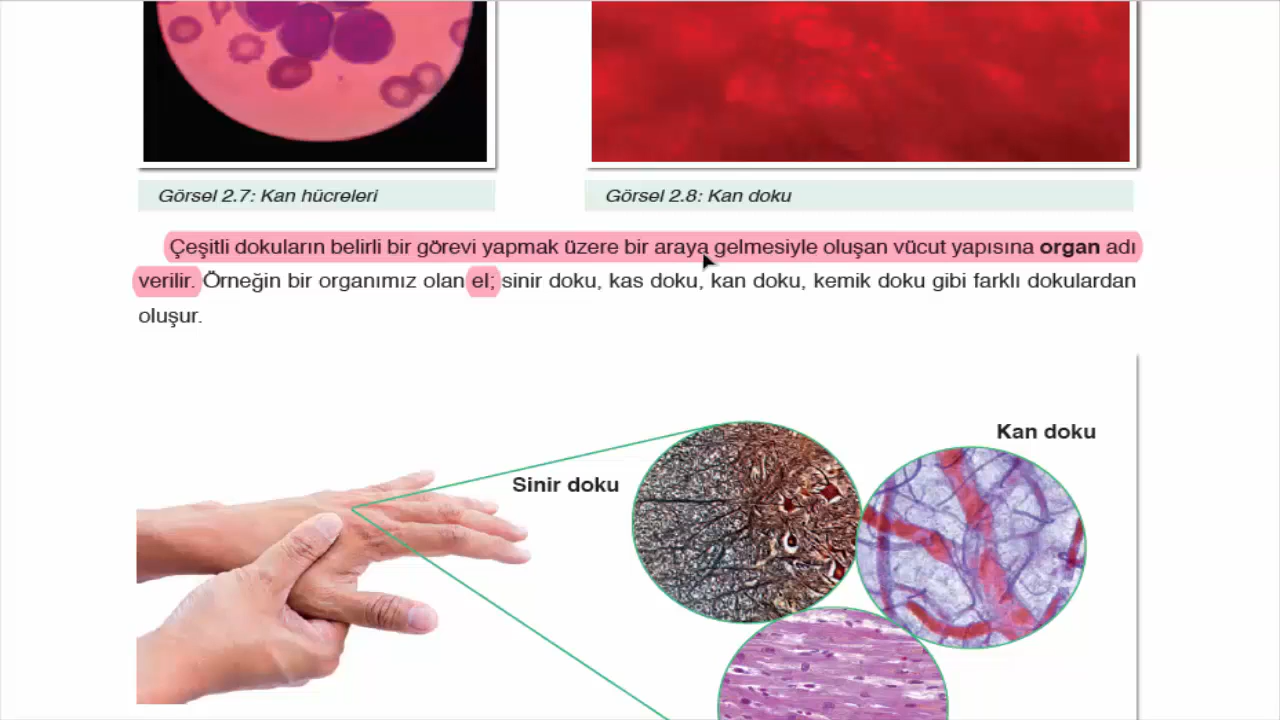 Görsel 2.7: Kan hücreleri
Görsel 2.8: Kan doku
Çeşitli dokuların belirli bir görevi yapmak üzere bir araya gelmesiyle oluşan vücut yapısına organ adı
verilir. Örneğin bir organımız olan el; sinir doku, kas doku, kan doku, kemik doku gibi farklı dokulardan
oluşur.
Kan doku
Sinir doku